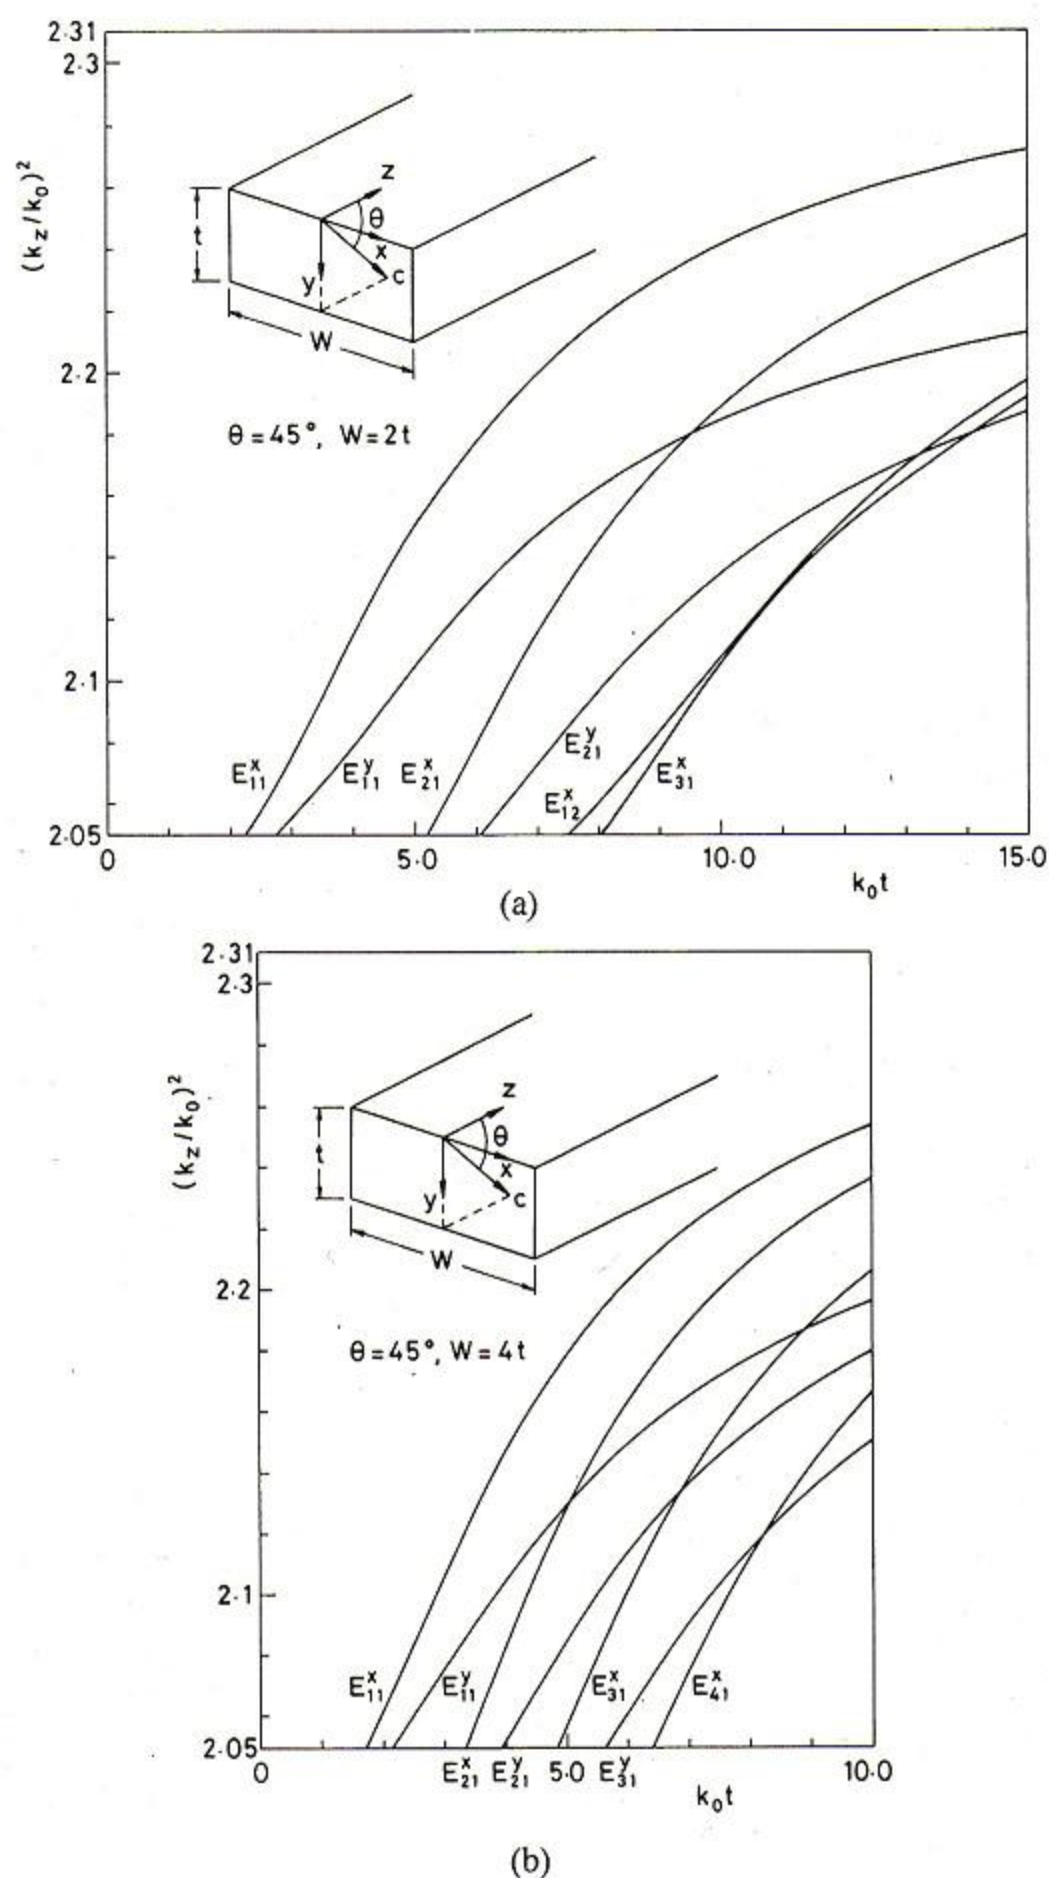 2·31
2·3
(k_z/k_0)^2
z
θ
t
x
y
c
W
2·2
θ=45°, W=2t
2·1
E^x_11 E^y_11 E^x_21 E^y_21 E^x_12 E^x_31
2·05
0 5·0 10·0 15·0
k_0t
(a)
2·31
2·3
(k_z/k_0)^2
z
θ
t
x
y
c
W
2·2
θ=45°, W=4t
2·1
E^x_11 E^y_11 E^x_31 E^x_41
2·05
0 E^x_21 E^y_21 5·0 E^y_31 10·0
k_0t
(b)